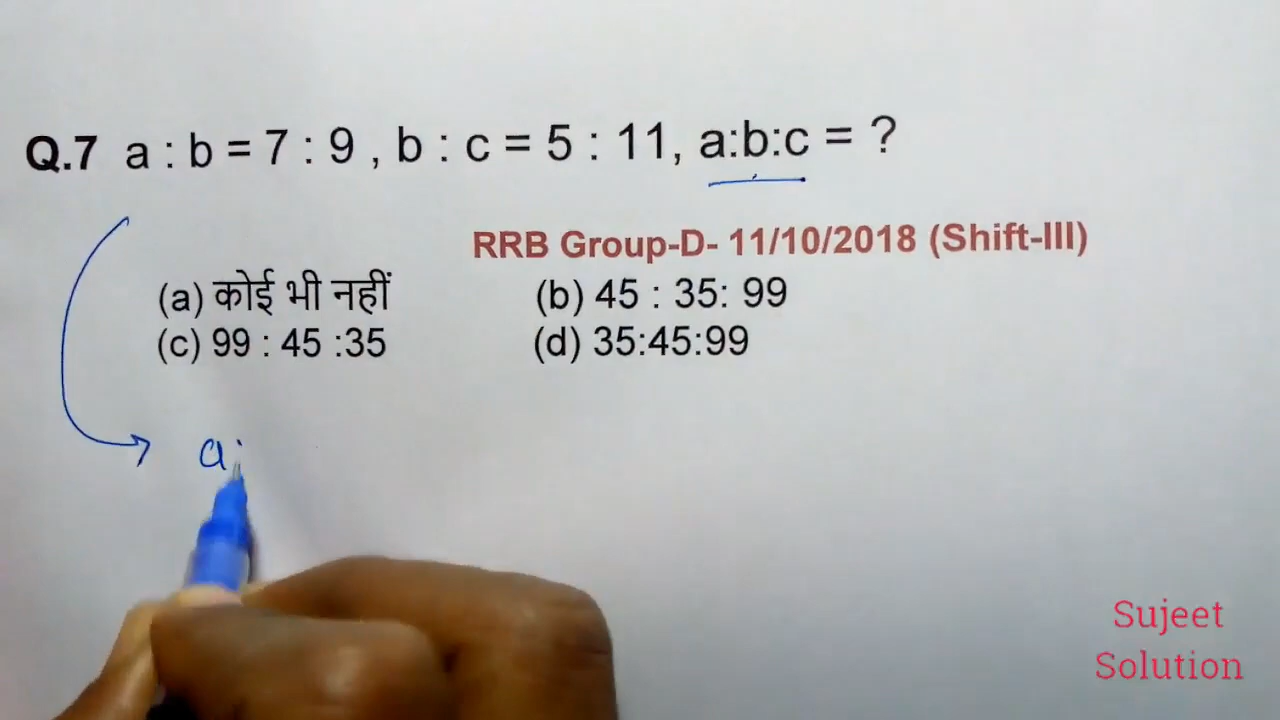 Q.7 a : b = 7 : 9 , b : c = 5 : 11, a:b:c = ?
RRB Group-D- 11/10/2018 (Shift-III)
(a) कोई भी नहीं (b) 45 : 35: 99
(c) 99 : 45 :35 (d) 35:45:99
a:
Sujeet
Solution